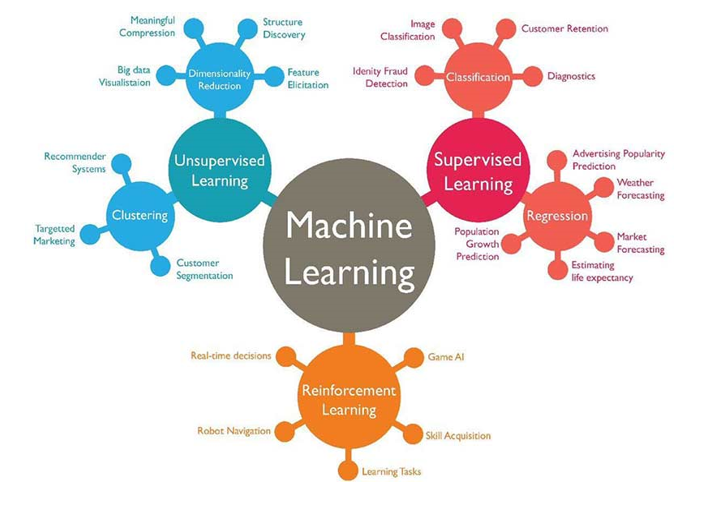 Meaningful
Compression
Structure
Discovery
Big data
Visualistaion
Dimensionality
Reduction
Feature
Elicitation
Image
Classification
Customer Retention
Idenity Fraud
Detection
Classification
Diagnostics
Recommender
Systems
Unsupervised
Learning
Clustering
Targetted
Marketing
Customer
Segmentation
Machine
Learning
Supervised
Learning
Advertising Popularity
Prediction
Weather
Forecasting
Regression
Population
Growth
Prediction
Market
Forecasting
Estimating
life expectancy
Real-time decisions
Game AI
Reinforcement
Learning
Robot Navigation
Skill Acquisition
Learning Tasks